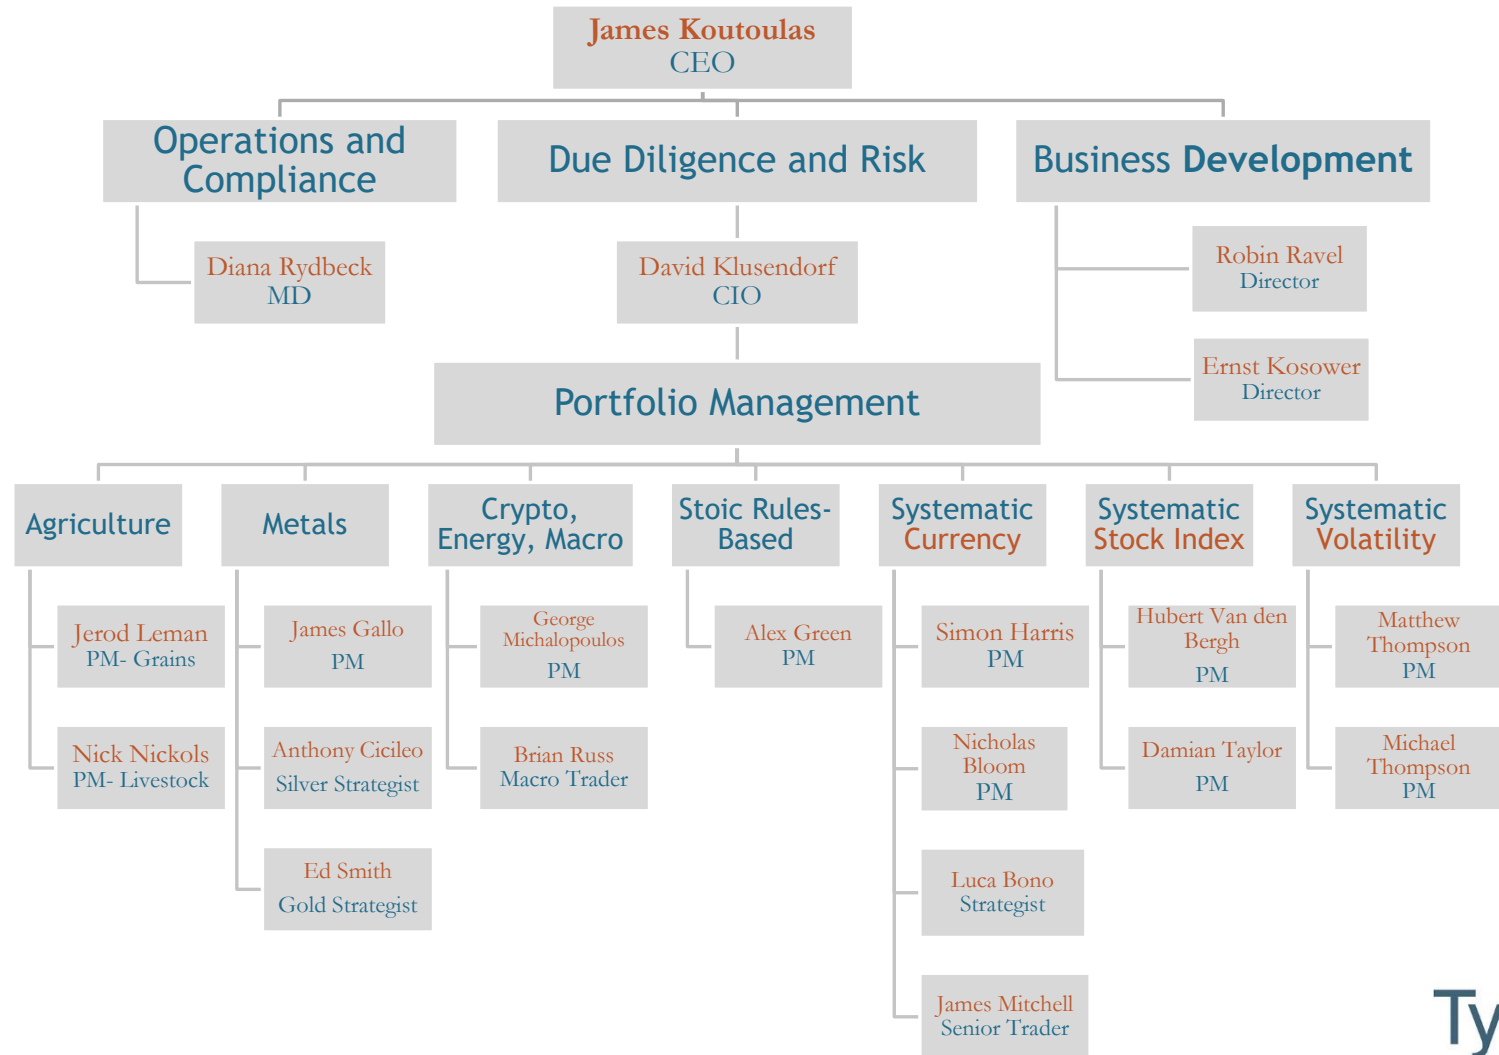 James Koutoulas
CEO
Operations and
Compliance
Due Diligence and Risk
Business Development
Diana Rydbeck
MD
David Klusendorf
CIO
Robin Ravel
Director
Ernst Kosower
Director
Portfolio Management
Agriculture
Metals
Crypto,
Energy, Macro
Stoic Rules-
Based
Systematic
Currency
Systematic
Stock Index
Systematic
Volatility
Jerod Leman
PM- Grains
James Gallo
PM
George
Michalopoulos
PM
Alex Green
PM
Simon Harris
PM
Hubert Van den
Bergh
PM
Matthew
Thompson
PM
Nick Nickols
PM- Livestock
Anthony Cicileo
Silver Strategist
Brian Russ
Macro Trader
Nicholas
Bloom
PM
Damian Taylor
PM
Michael
Thompson
PM
Ed Smith
Gold Strategist
Luca Bono
Strategist
James Mitchell
Senior Trader
Ty